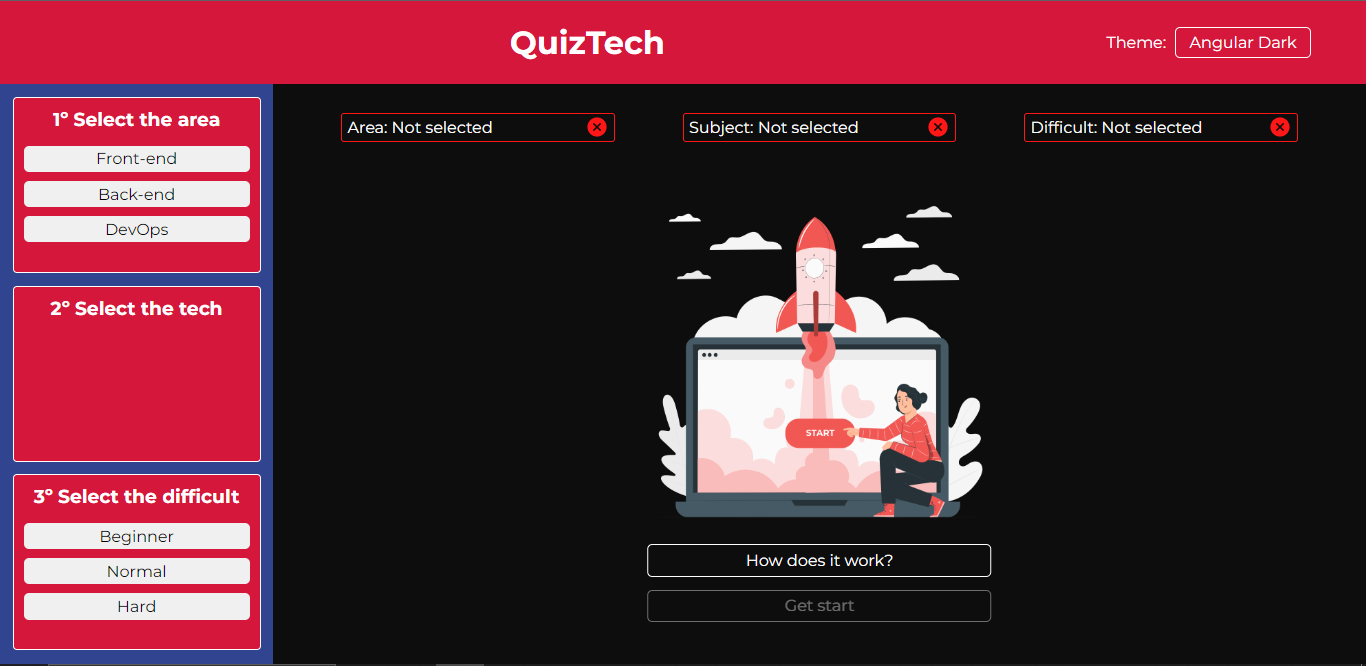 QuizTech
Theme: Angular Dark
1º Select the area
Front-end
Back-end
DevOps
2º Select the tech
3º Select the difficult
Beginner
Normal
Hard
Area: Not selected
Subject: Not selected
Difficult: Not selected
START
How does it work?
Get start